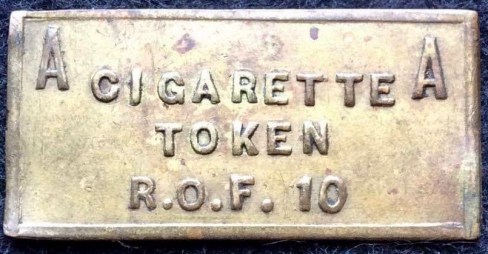 A CIGARETTE A
TOKEN
R.O.F. 10